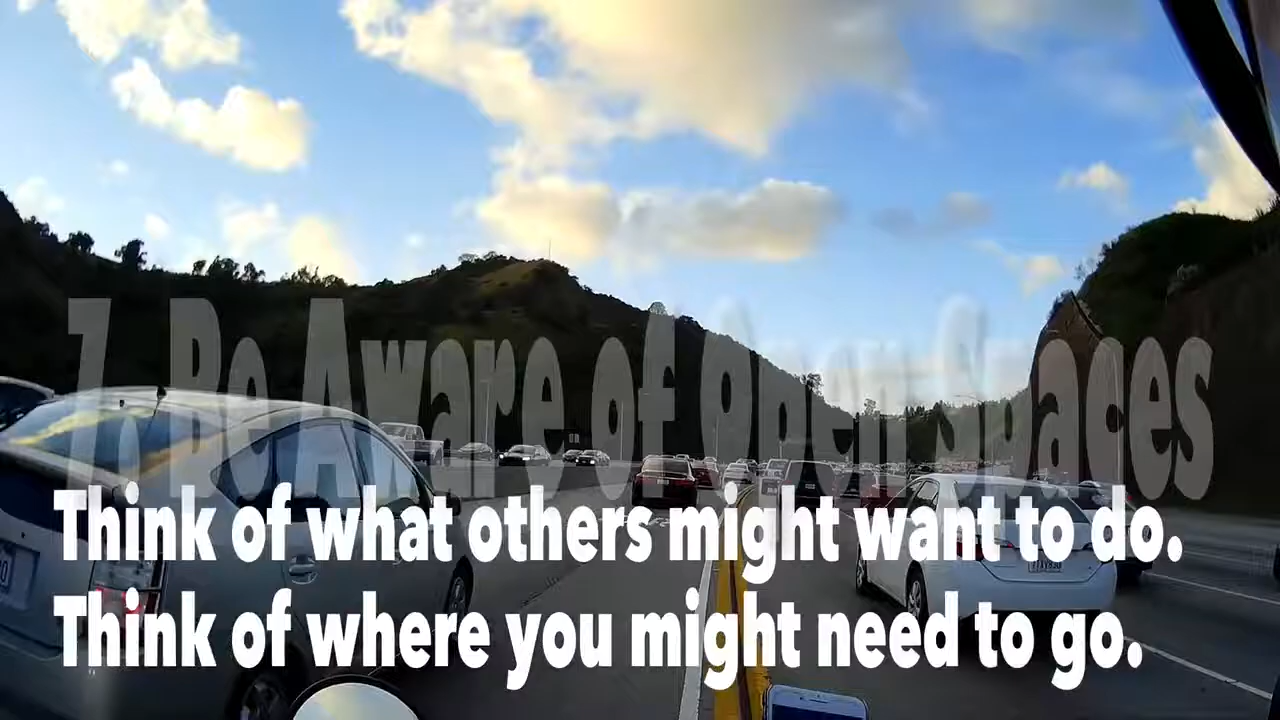 7. Be Aware of Open Spaces
Think of what others might want to do.
Think of where you might need to go.